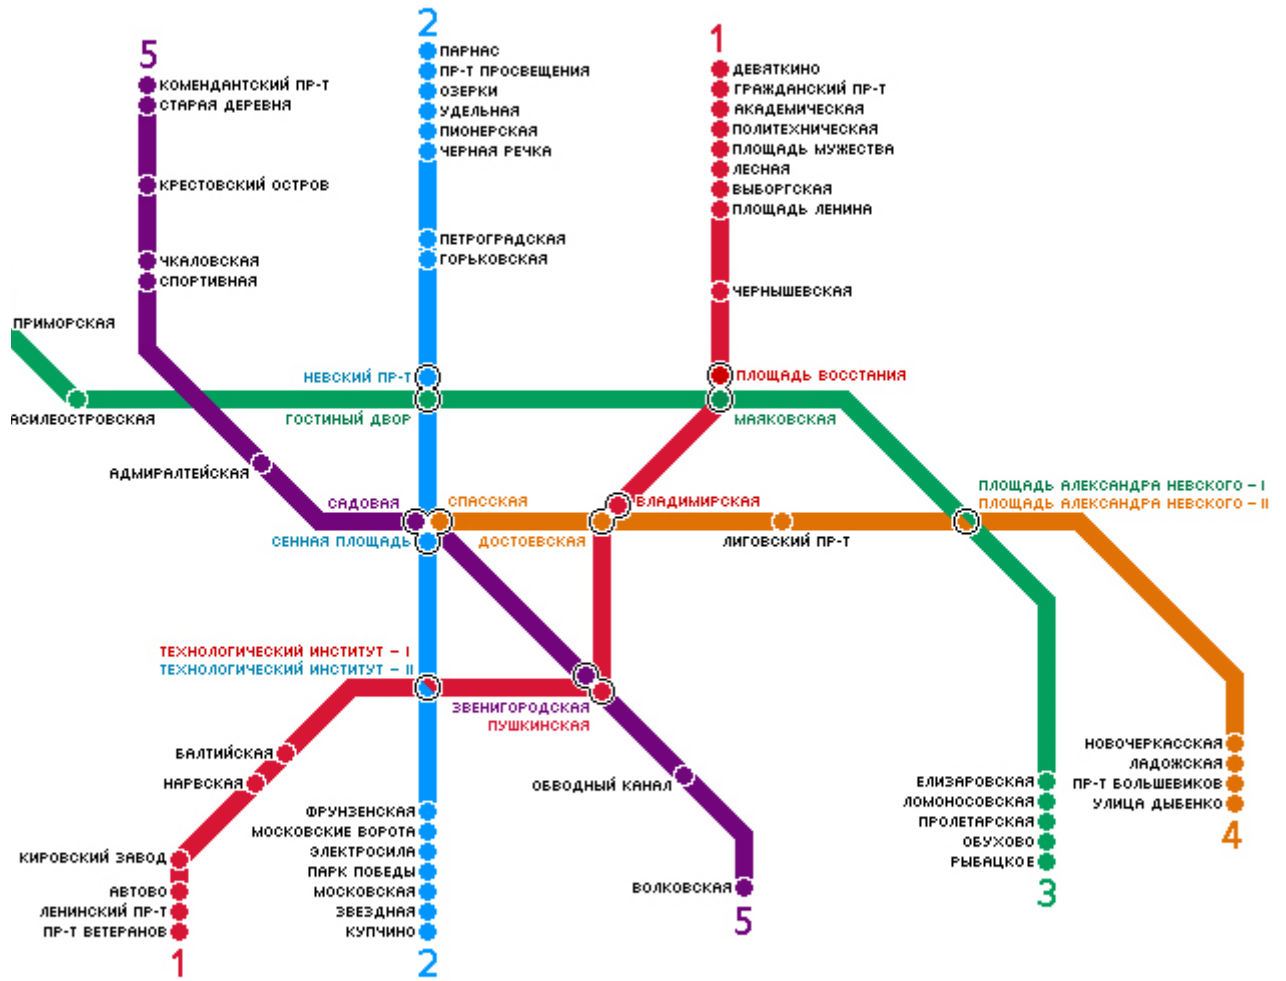 2
5
1
ПАРНАС
ПР-Т ПРОСВЕЩЕНИЯ
ОЗЕРКИ
УДЕЛЬНАЯ
ПИОНЕРСКАЯ
ЧЕРНАЯ РЕЧКА
ДЕВЯТКИНО
ГРАЖДАНСКИЙ ПР-Т
АКАДЕМИЧЕСКАЯ
ПОЛИТЕХНИЧЕСКАЯ
ПЛОЩАДЬ МУЖЕСТВА
ЛЕСНАЯ
ВЫБОРГСКАЯ
ПЛОЩАДЬ ЛЕНИНА
КОМЕНДАНТСКИЙ ПР-Т
СТАРАЯ ДЕРЕВНЯ
КРЕСТОВСКИЙ ОСТРОВ
ЧКАЛОВСКАЯ
СПОРТИВНАЯ
ПЕТРОГРАДСКАЯ
ГОРЬКОВСКАЯ
ЧЕРНЫШЕВСКАЯ
ПРИМОРСКАЯ
НЕВСКИЙ ПР-Т
ПЛОЩАДЬ ВОССТАНИЯ
АСИЛЕОСТРОВСКАЯ
ГОСТИНЫЙ ДВОР
МАЯКОВСКАЯ
АДМИРАЛТЕЙСКАЯ
ПЛОЩАДЬ АЛЕКСАНДРА НЕВСКОГО – I
ПЛОЩАДЬ АЛЕКСАНДРА НЕВСКОГО – II
САДОВАЯ
СПАССКАЯ
ВЛАДИМИРСКАЯ
СЕННАЯ ПЛОЩАДЬ
ДОСТОЕВСКАЯ
ЛИГОВСКИЙ ПР-Т
ТЕХНОЛОГИЧЕСКИЙ ИНСТИТУТ – I
ТЕХНОЛОГИЧЕСКИЙ ИНСТИТУТ – II
ЗВЕНИГОРОДСКАЯ
ПУШКИНСКАЯ
БАЛТИЙСКАЯ
НАРВСКАЯ
ОБВОДНЫЙ КАНАЛ
КИРОВСКИЙ ЗАВОД
АВТОВО
ЛЕНИНСКИЙ ПР-Т
ПР-Т ВЕТЕРАНОВ
1
ФРУНЗЕНСКАЯ
МОСКОВСКИЕ ВОРОТА
ЭЛЕКТРОСИЛА
ПАРК ПОБЕДЫ
МОСКОВСКАЯ
ЗВЕЗДНАЯ
КУПЧИНО
2
ВОЛКОВСКАЯ
5
ЕЛИЗАРОВСКАЯ
ЛОМОНОСОВСКАЯ
ПРОЛЕТАРСКАЯ
ОБУХОВО
РЫБАЦКОЕ
3
НОВОЧЕРКАССКАЯ
ЛАДОЖСКАЯ
ПР-Т БОЛЬШЕВИКОВ
УЛИЦА ДЫБЕНКО
4